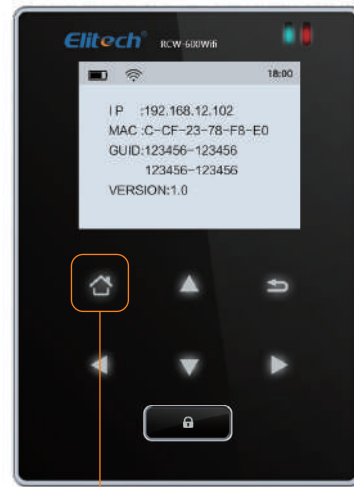 Elitech® RCW-600Wifi
18:00
IP :192.168.12.102
MAC :C-CF-23-78-F8-E0
GUID:123456-123456
123456-123456
VERSION:1.0